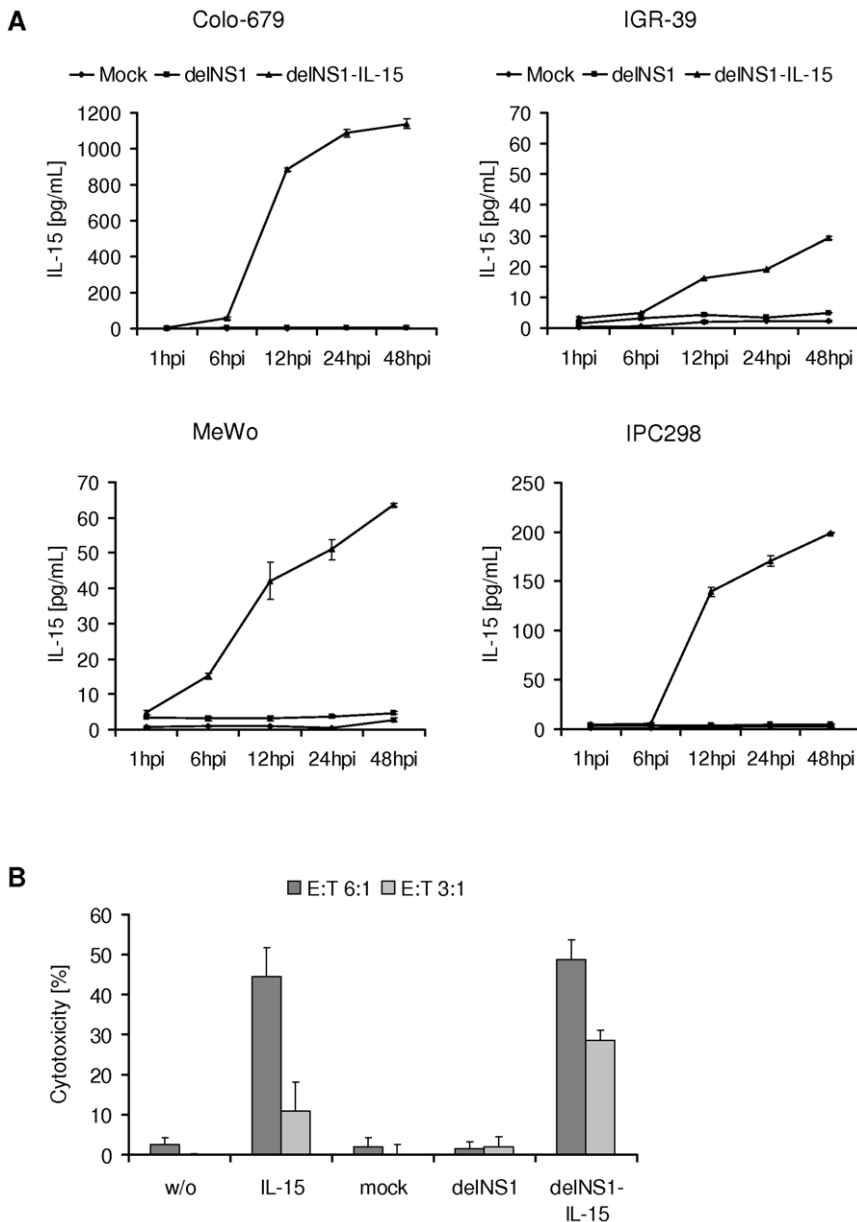 A
Colo-679
IGR-39
Mock delNS1 delNS1-IL-15
Mock delNS1 delNS1-IL-15
IL-15 [pg/mL]
1200
1000
800
600
400
200
0
1hpi 6hpi 12hpi 24hpi 48hpi
IL-15 [pg/mL]
70
60
50
40
30
20
10
0
1hpi 6hpi 12hpi 24hpi 48hpi
MeWo
IPC298
IL-15 [pg/mL]
70
60
50
40
30
20
10
0
1hpi 6hpi 12hpi 24hpi 48hpi
IL-15 [pg/mL]
250
200
150
100
50
0
1hpi 6hpi 12hpi 24hpi 48hpi
B
E:T 6:1 E:T 3:1
Cytotoxicity [%]
60
50
40
30
20
10
0
w/o IL-15 mock delNS1 delNS1-
IL-15